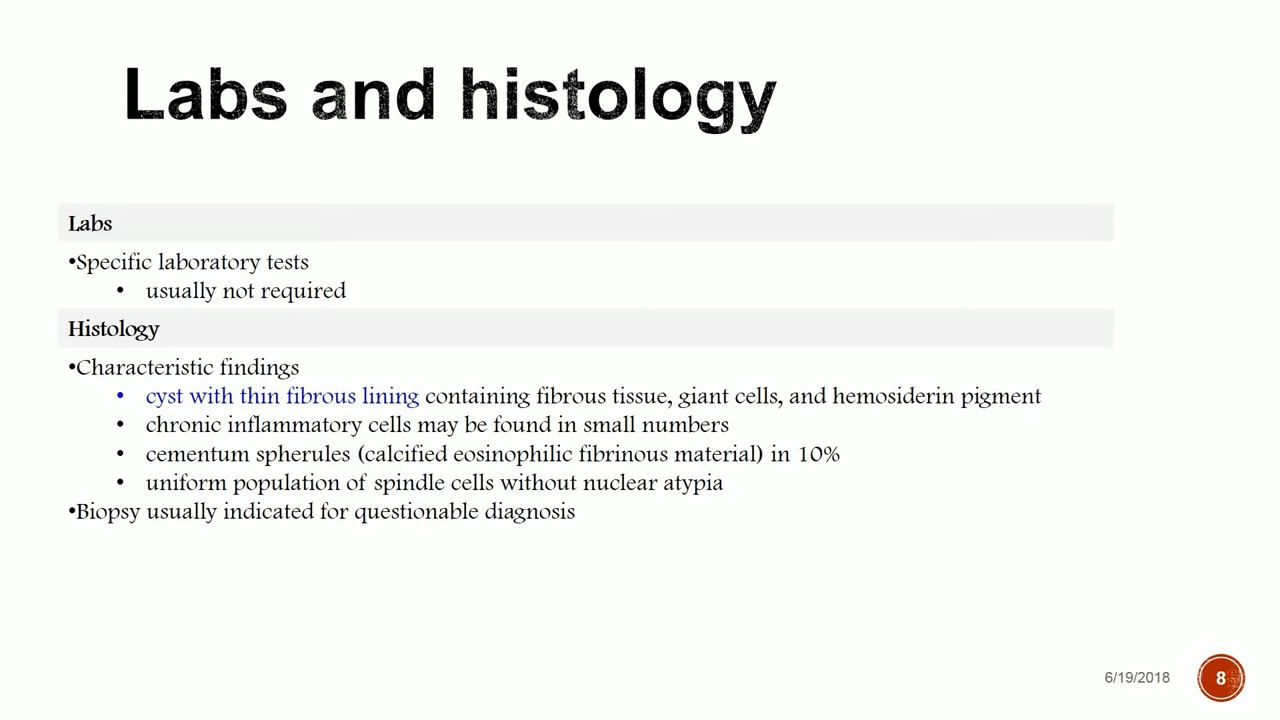 Labs and histology
Labs
•Specific laboratory tests
• usually not required
Histology
•Characteristic findings
• cyst with thin fibrous lining containing fibrous tissue, giant cells, and hemosiderin pigment
• chronic inflammatory cells may be found in small numbers
• cementum spherules (calcified eosinophilic fibrinous material) in 10%
• uniform population of spindle cells without nuclear atypia
•Biopsy usually indicated for questionable diagnosis
6/19/2018
8